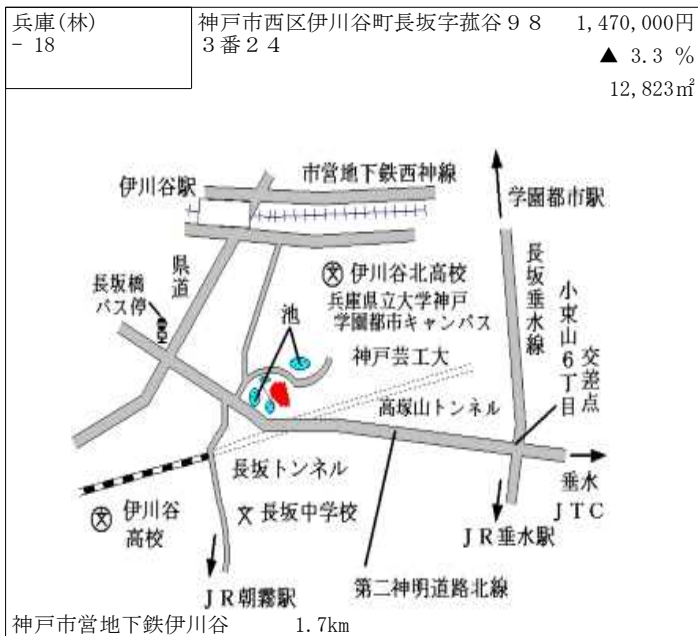 兵庫(林)
- 18
神戸市西区伊川谷町長坂字菰谷９８
３番２４
1,470,000円
▲ 3.3 %
12,823㎡
伊川谷駅
市営地下鉄西神線
学園都市駅
県道
長坂橋
バス停
文 伊川谷北高校
兵庫県立大学神戸
学園都市キャンパス
池
神戸芸工大
長坂垂水線
小束山６丁目
交差点
高塚山トンネル
長坂トンネル
垂水
ＪＴＣ
文 伊川谷
高校
文 長坂中学校
ＪＲ垂水駅
ＪＲ朝霧駅
第二神明道路北線
神戸市営地下鉄伊川谷 1.7km